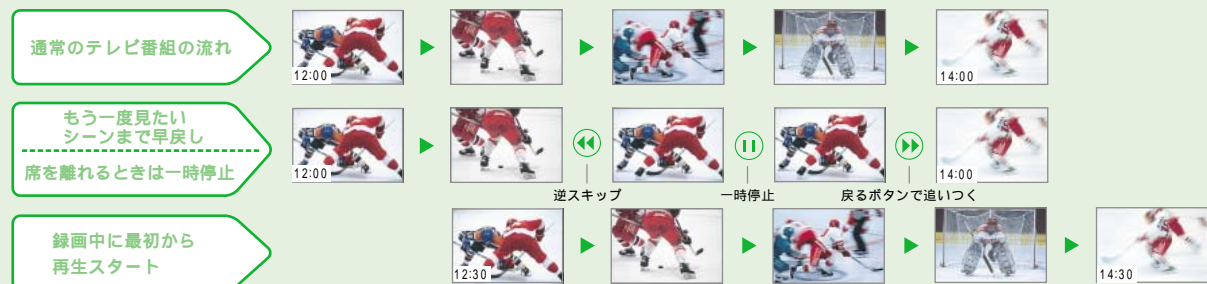 通常のテレビ番組の流れ
12:00
14:00
もう一度見たい
シーンまで早戻し
席を離れるときは一時停止
12:00
14:00
逆スキップ
一時停止
戻るボタンで追いつく
録画中に最初から
再生スタート
12:30
14:30